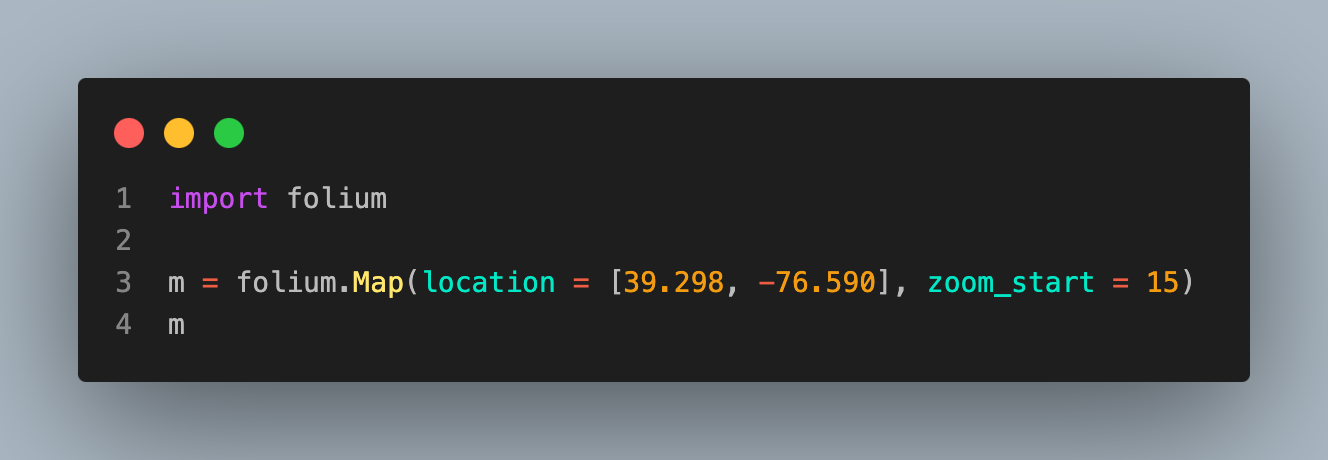 1 import folium
2
3 m = folium.Map(location = [39.298, -76.590], zoom_start = 15)
4 m